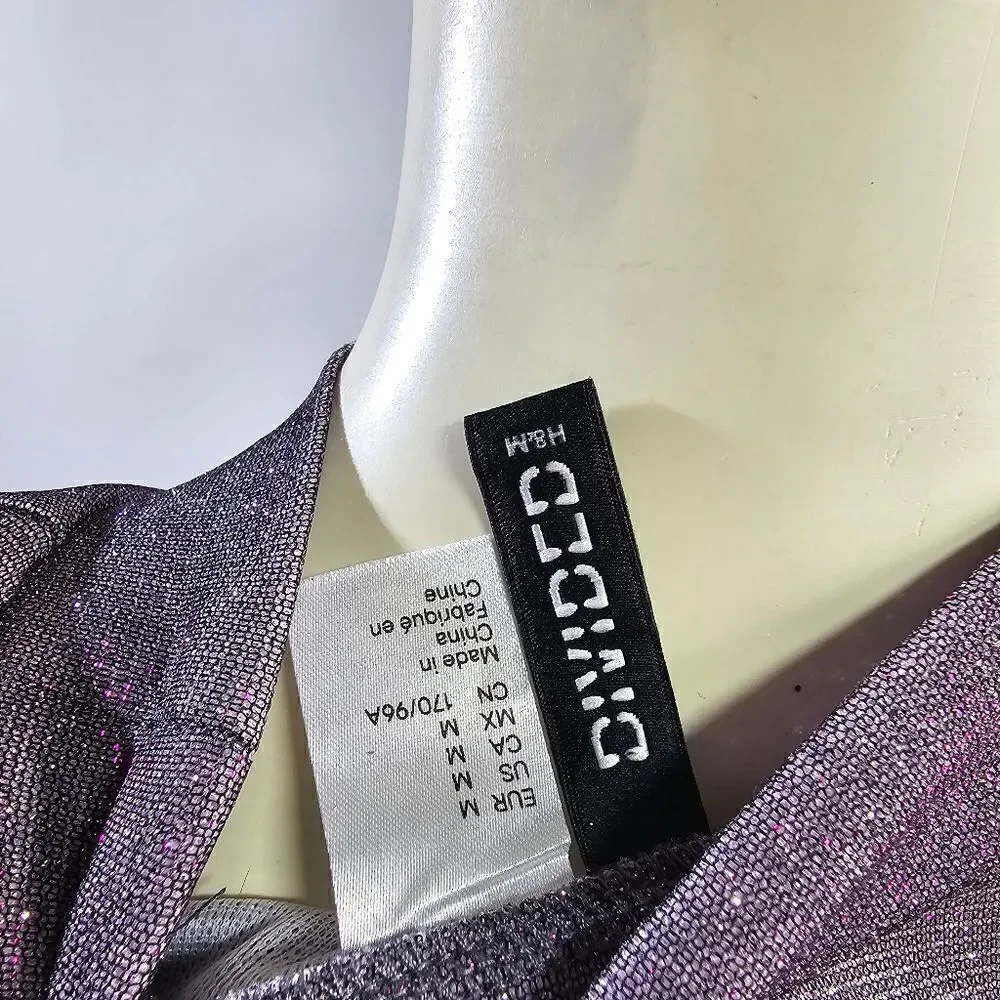 H&M
DIVIDED
EUR M
US M
CA M
MX M
CN 170/96A
Made in
China
Fabriqué en
Chine